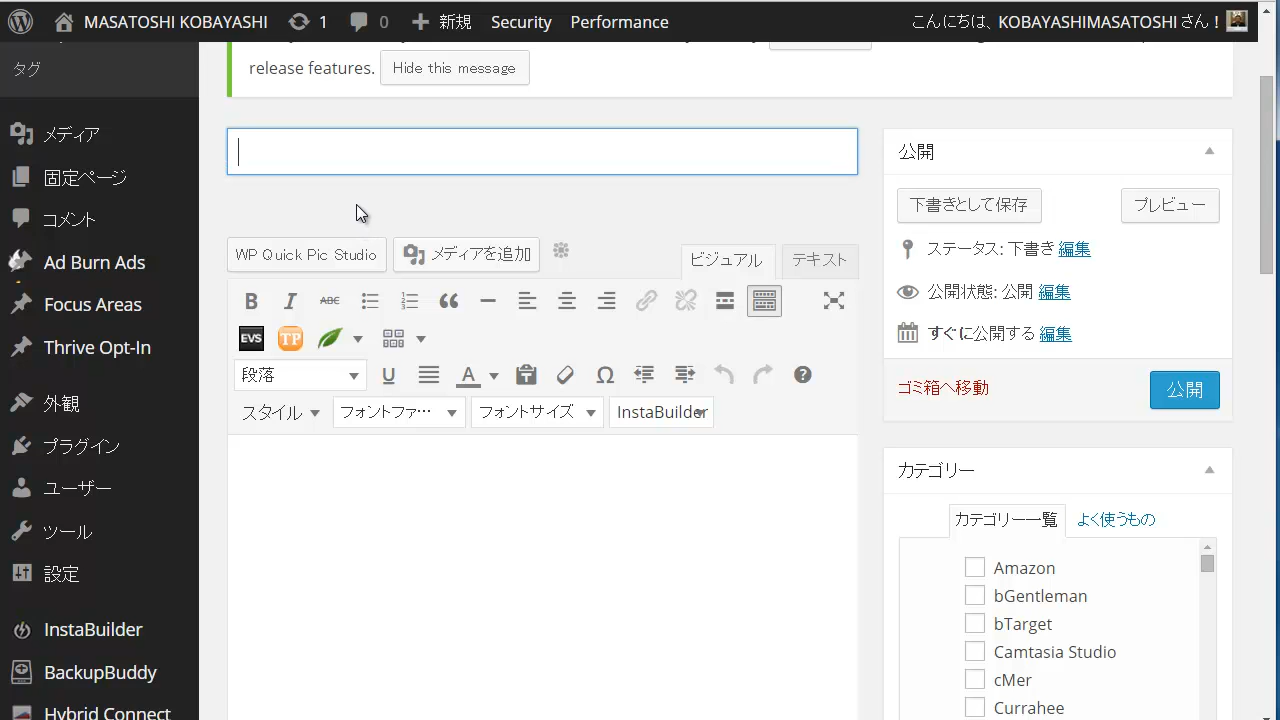 MASATOSHI KOBAYASHI 1 0 新規 Security Performance こんにちは、KOBAYASHIMASATOSHI さん！
タグ
メディア
固定ページ
コメント
Ad Burn Ads
Focus Areas
Thrive Opt-In
外観
プラグイン
ユーザー
ツール
設定
InstaBuilder
BackupBuddy
Hybrid Connect
release features. Hide this message
WP Quick Pic Studio メディアを追加 ビジュアル テキスト
B I ABC
EVS TP
段落 U A Ω
スタイル フォントファ… フォントサイズ InstaBuilder
公開
下書きとして保存 プレビュー
ステータス: 下書き 編集
公開状態: 公開 編集
すぐに公開する 編集
ゴミ箱へ移動 公開
カテゴリー
カテゴリー一覧 よく使うもの
Amazon
bGentleman
bTarget
Camtasia Studio
cMer
Currahee